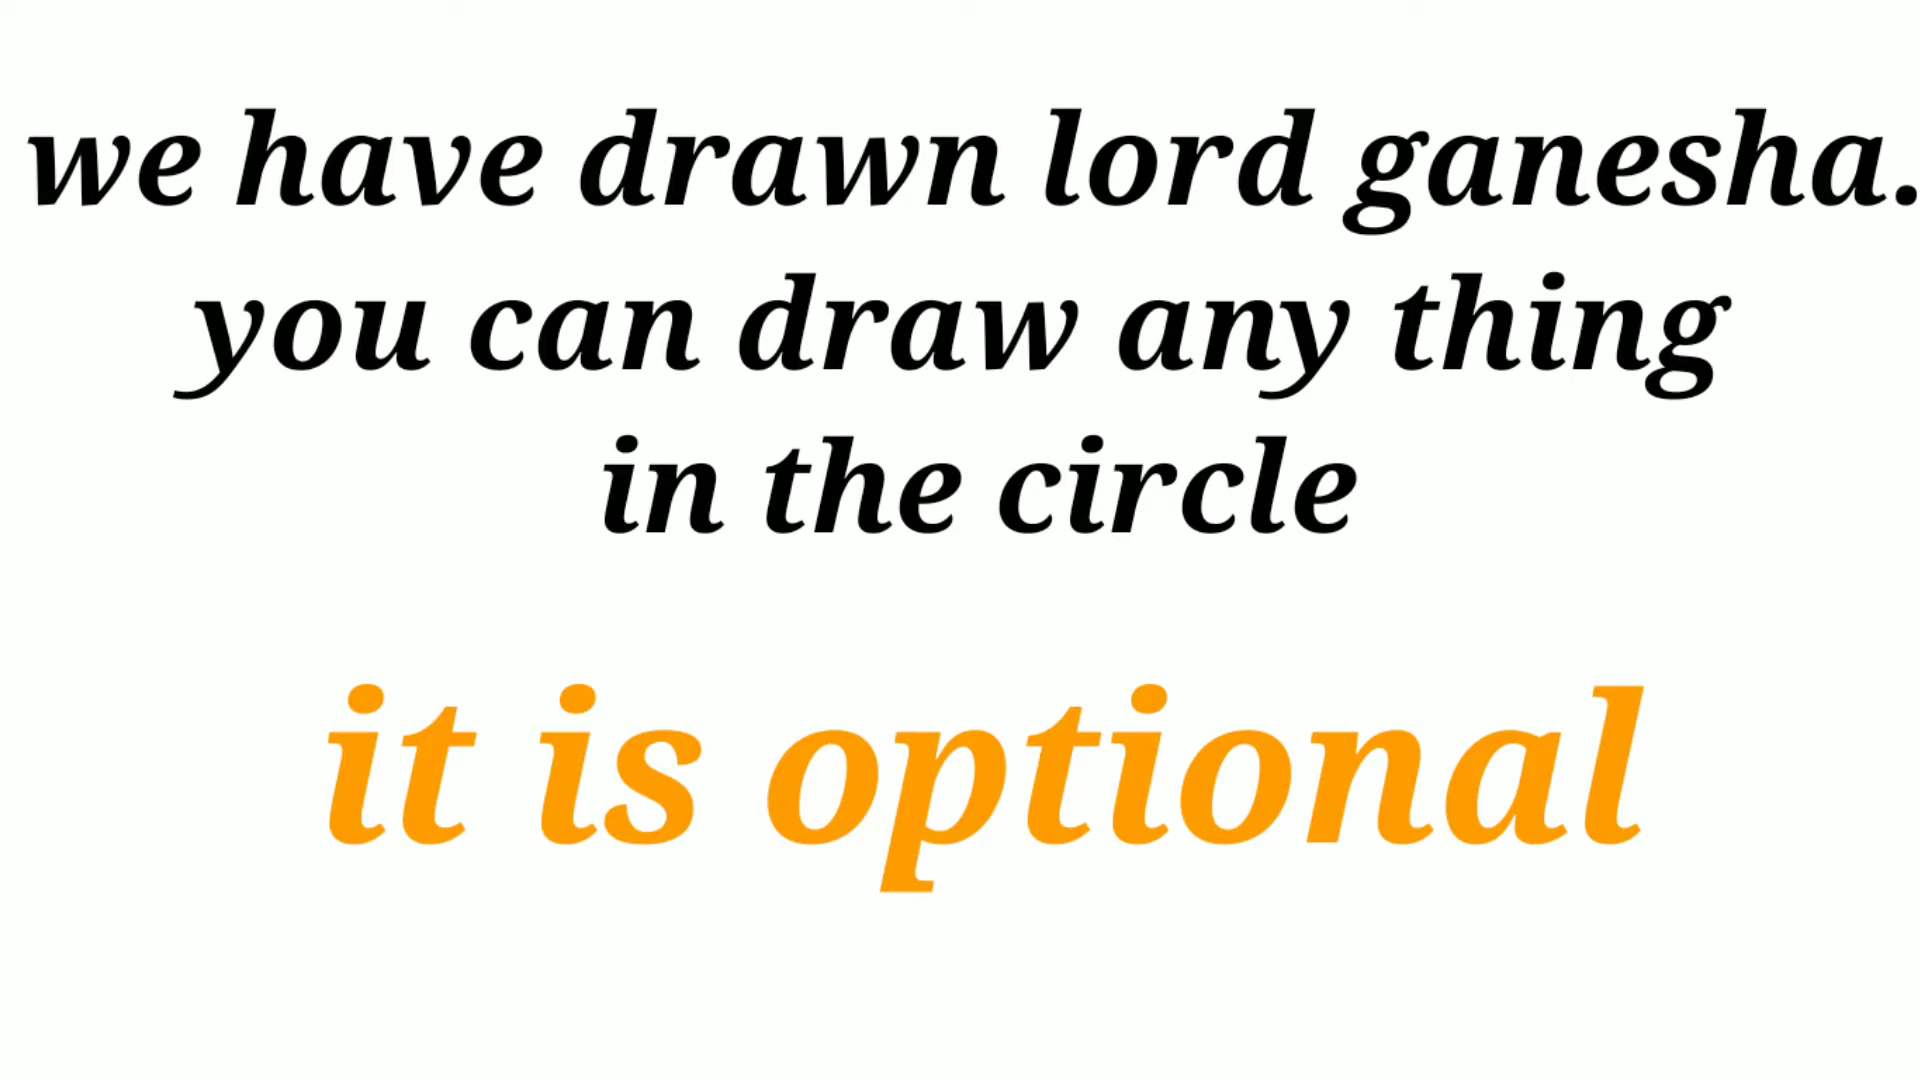 we have drawn lord ganesha.
you can draw any thing
in the circle
it is optional